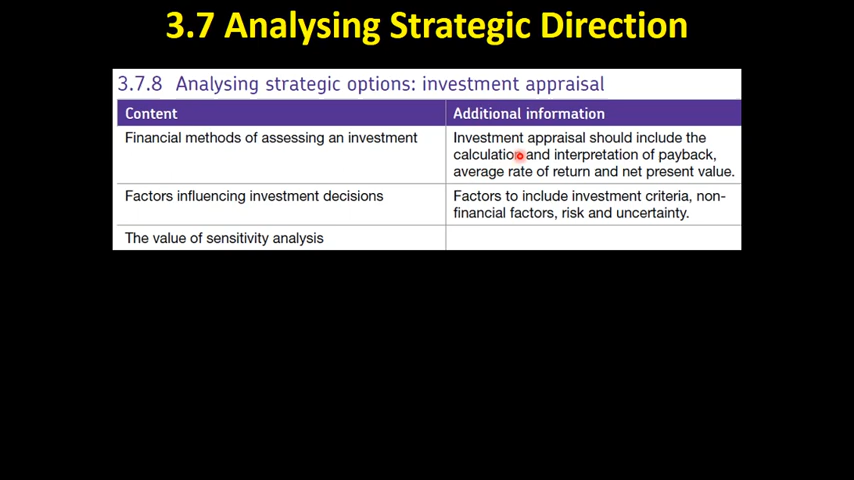 3.7 Analysing Strategic Direction
3.7.8 Analysing strategic options: investment appraisal
Content
Additional information
Financial methods of assessing an investment
Investment appraisal should include the
calculation and interpretation of payback,
average rate of return and net present value.
Factors influencing investment decisions
Factors to include investment criteria, non-
financial factors, risk and uncertainty.
The value of sensitivity analysis